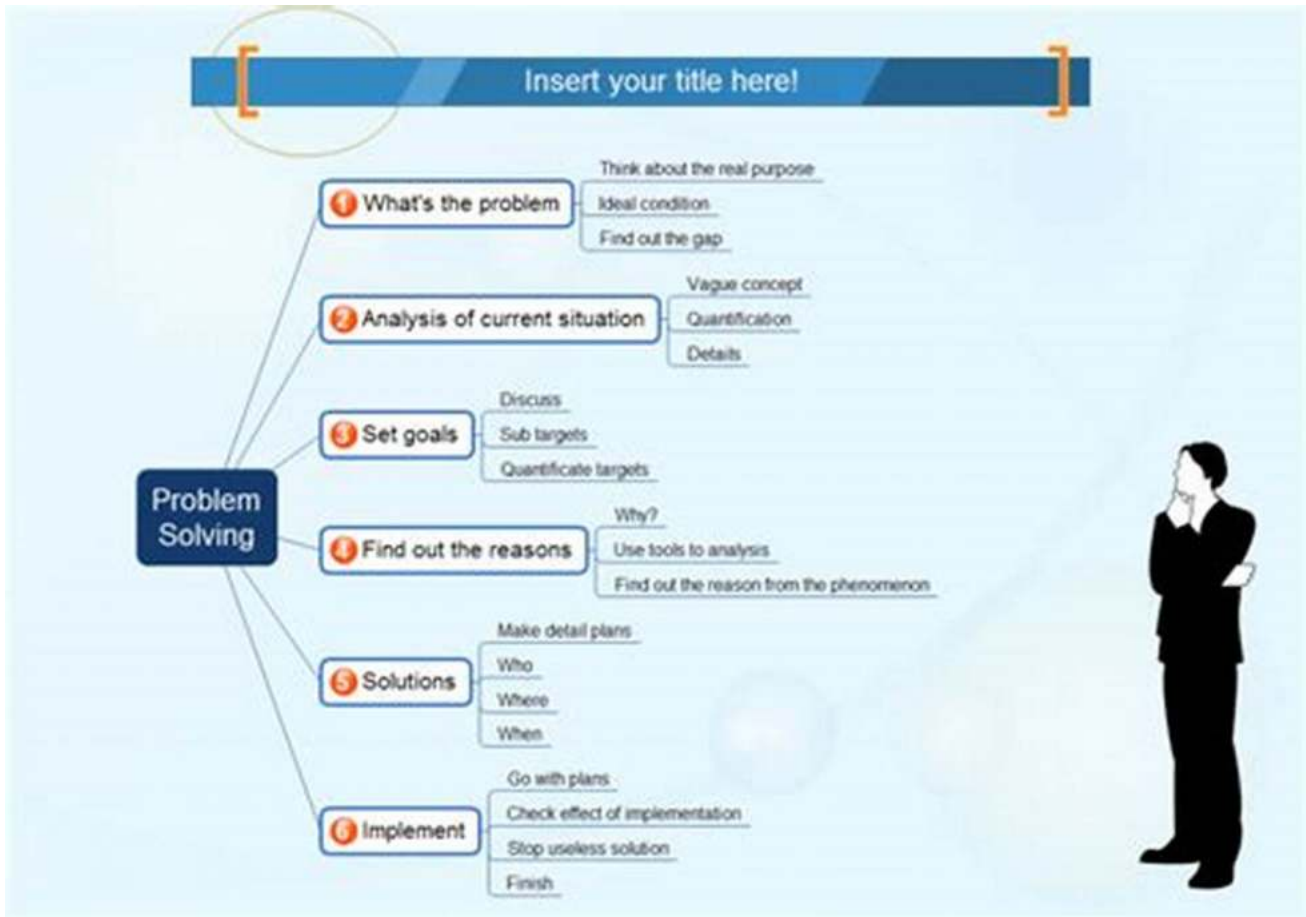 Insert your title here!
Problem
Solving
1 What's the problem
Think about the real purpose
Ideal condition
Find out the gap
2 Analysis of current situation
Vague concept
Quantification
Details
3 Set goals
Discuss
Sub targets
Quantificate targets
4 Find out the reasons
Why?
Use tools to analysis
Find out the reason from the phenomenon
5 Solutions
Make detail plans
Who
Where
When
6 Implement
Go with plans
Check effect of implementation
Stop useless solution
Finish